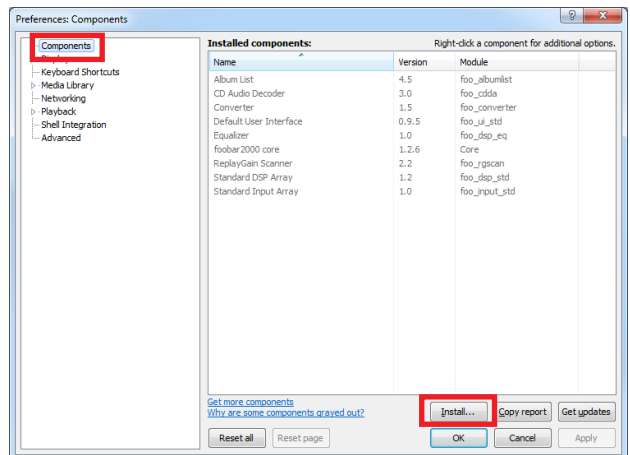 Preferences: Components
Components
Keyboard Shortcuts
Media Library
Networking
Playback
Shell Integration
Advanced
Installed components: Right-click a component for additional options.
Name Version Module
Album List 4.5 foo_albumlist
CD Audio Decoder 3.0 foo_cdda
Converter 1.5 foo_converter
Default User Interface 0.9.5 foo_ui_std
Equalizer 1.0 foo_dsp_eq
foobar2000 core 1.2.6 Core
ReplayGain Scanner 2.2 foo_rgscan
Standard DSP Array 1.2 foo_dsp_std
Standard Input Array 1.0 foo_input_std
Get more components
Why are some components grayed out?
Install... Copy report Get updates
Reset all Reset page OK Cancel Apply